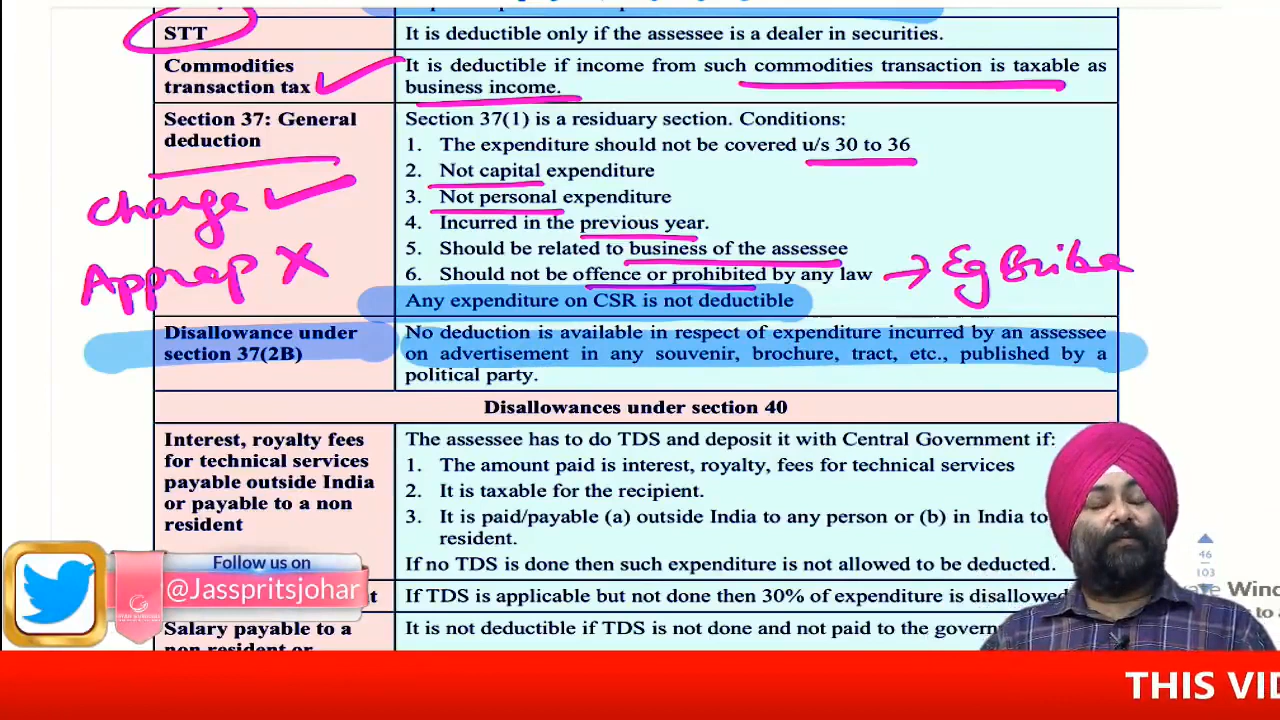 STT
It is deductible only if the assessee is a dealer in securities.
Commodities
transaction tax
It is deductible if income from such commodities transaction is taxable as
business income.
Section 37: General
deduction
Charge
Approp X
Section 37(1) is a residuary section. Conditions:
1. The expenditure should not be covered u/s 30 to 36
2. Not capital expenditure
3. Not personal expenditure
4. Incurred in the previous year.
5. Should be related to business of the assessee
6. Should not be offence or prohibited by any law → Eg Bribe
Any expenditure on CSR is not deductible
Disallowance under
section 37(2B)
No deduction is available in respect of expenditure incurred by an assessee
on advertisement in any souvenir, brochure, tract, etc., published by a
political party.
Disallowances under section 40
Interest, royalty fees
for technical services
payable outside India
or payable to a non
resident
The assessee has to do TDS and deposit it with Central Government if:
1. The amount paid is interest, royalty, fees for technical services
2. It is taxable for the recipient.
3. It is paid/payable (a) outside India to any person or (b) in India to
resident.
If no TDS is done then such expenditure is not allowed to be deducted.
If TDS is applicable but not done then 30% of expenditure is disallowed
Salary payable to a
non resident or
It is not deductible if TDS is not done and not paid to the govern
Follow us on
@Jasspritsjohar
46
103
Wind
to a
THIS VID